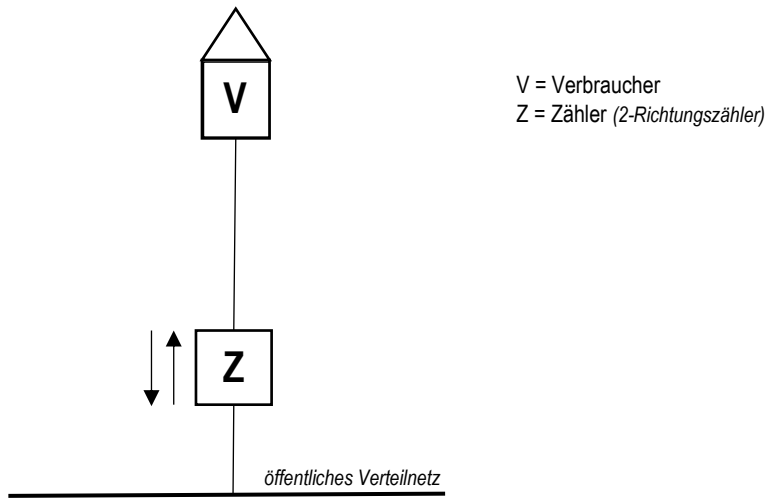 V
V = Verbraucher
Z = Zähler (2-Richtungszähler)
Z
öffentliches Verteilnetz